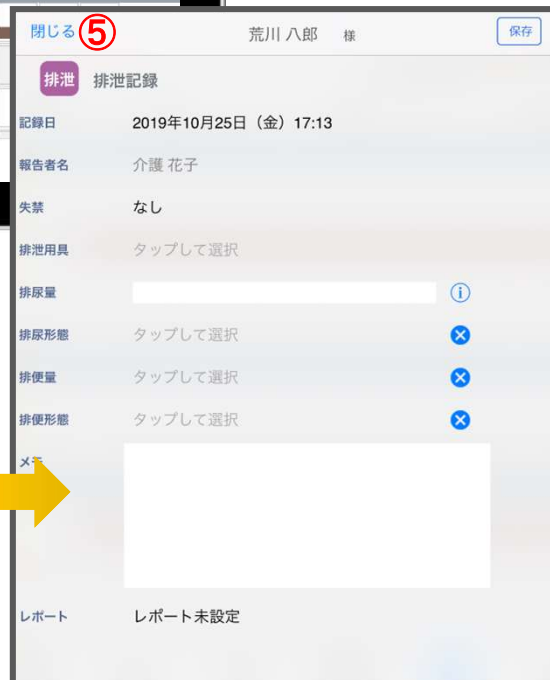 閉じる ⑤ 荒川 八郎 様 保存
排泄 排泄記録
記録日 2019年10月25日（金）17:13
報告者名 介護 花子
失禁 なし
排泄用具 タップして選択
排尿量
排尿形態 タップして選択
排便量 タップして選択
排便形態 タップして選択
メモ
レポート レポート未設定